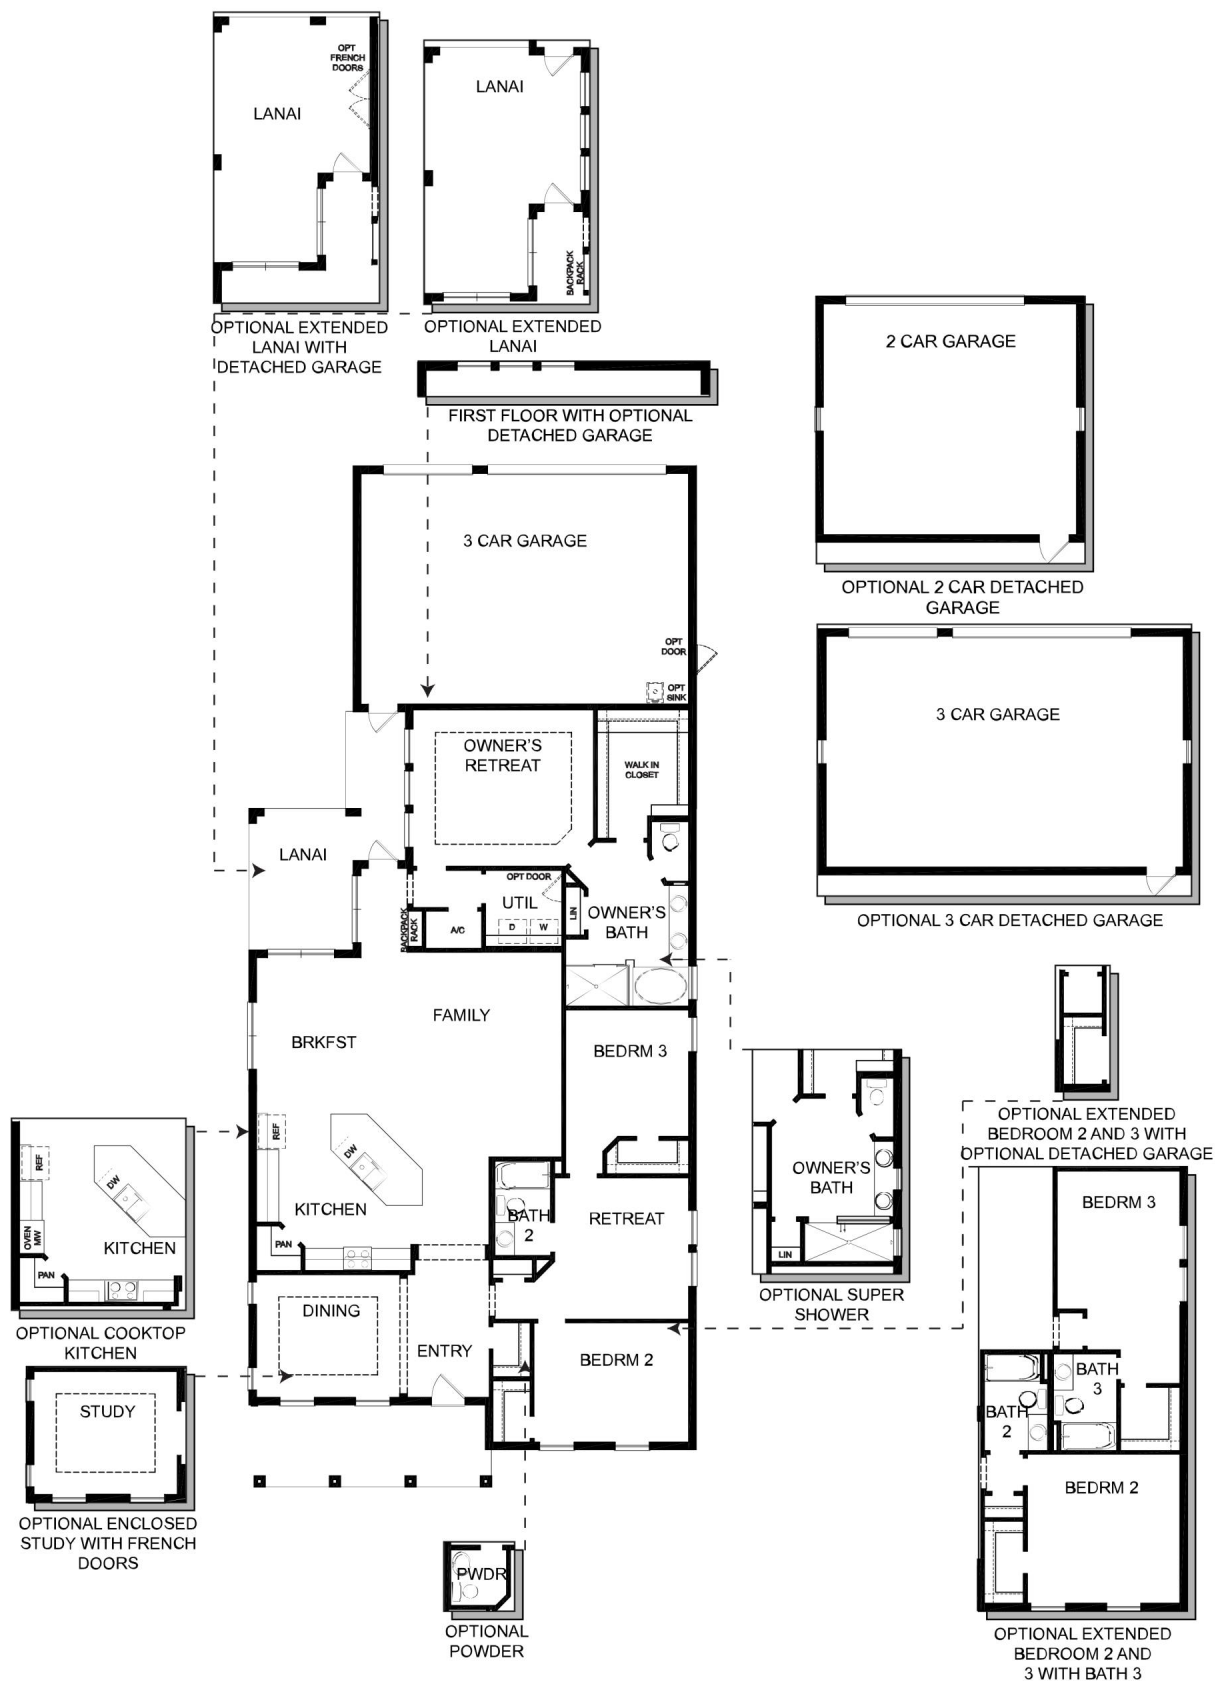 OPT
FRENCH
DOORS
LANAI
OPTIONAL EXTENDED
LANAI WITH
DETACHED GARAGE
LANAI
BACKPACK
RACK
OPTIONAL EXTENDED
LANAI
FIRST FLOOR WITH OPTIONAL
DETACHED GARAGE
2 CAR GARAGE
OPTIONAL 2 CAR DETACHED
GARAGE
3 CAR GARAGE
OPTIONAL 3 CAR DETACHED GARAGE
3 CAR GARAGE
OPT
DOOR
OPT
SINK
OWNER'S
RETREAT
WALK IN
CLOSET
LANAI
OPT DOOR
UTIL
D
W
A/C
BACKPACK
RACK
LIN
OWNER'S
BATH
FAMILY
BRKFST
BEDRM 3
REF
DW
KITCHEN
PAN
BATH
2
RETREAT
DINING
ENTRY
BEDRM 2
REF
DW
OVEN
MW
KITCHEN
PAN
OPTIONAL COOKTOP
KITCHEN
STUDY
OPTIONAL ENCLOSED
STUDY WITH FRENCH
DOORS
PWDR
OPTIONAL
POWDER
OWNER'S
BATH
LIN
OPTIONAL SUPER
SHOWER
OPTIONAL EXTENDED
BEDROOM 2 AND 3 WITH
OPTIONAL DETACHED GARAGE
BEDRM 3
BATH
3
BATH
2
BEDRM 2
OPTIONAL EXTENDED
BEDROOM 2 AND
3 WITH BATH 3